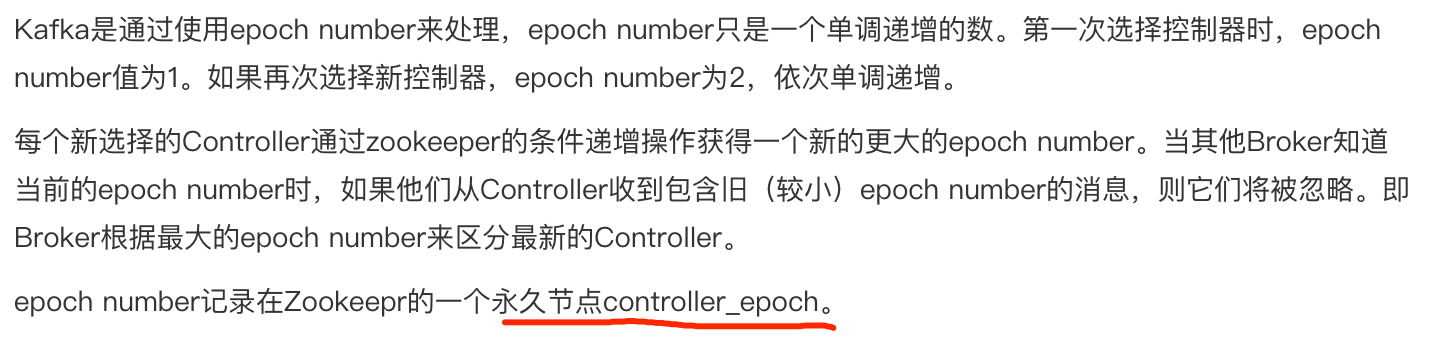 Kafka是通过使用epoch number来处理，epoch number只是一个单调递增的数。第一次选择控制器时，epoch
number值为1。如果再次选择新控制器，epoch number为2，依次单调递增。
每个新选择的Controller通过zookeeper的条件递增操作获得一个新的更大的epoch number。当其他Broker知道
当前的epoch number时，如果他们从Controller收到包含旧（较小）epoch number的消息，则它们将被忽略。即
Broker根据最大的epoch number来区分最新的Controller。
epoch number记录在Zookeepr的一个永久节点controller_epoch。